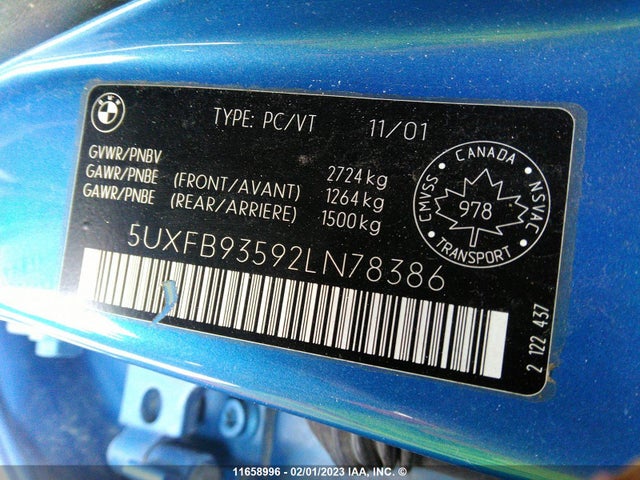 BMW
TYPE: PC/VT 11/01
GVWR/PNBV 2724kg
GAWR/PNBE (FRONT/AVANT) 1264kg
GAWR/PNBE (REAR/ARRIERE) 1500kg
5UXFB93592LN78386
CANADA
CMVSS
NSVAC
978
TRANSPORT
2 122 437
11658996 - 02/01/2023 IAA, INC. ©